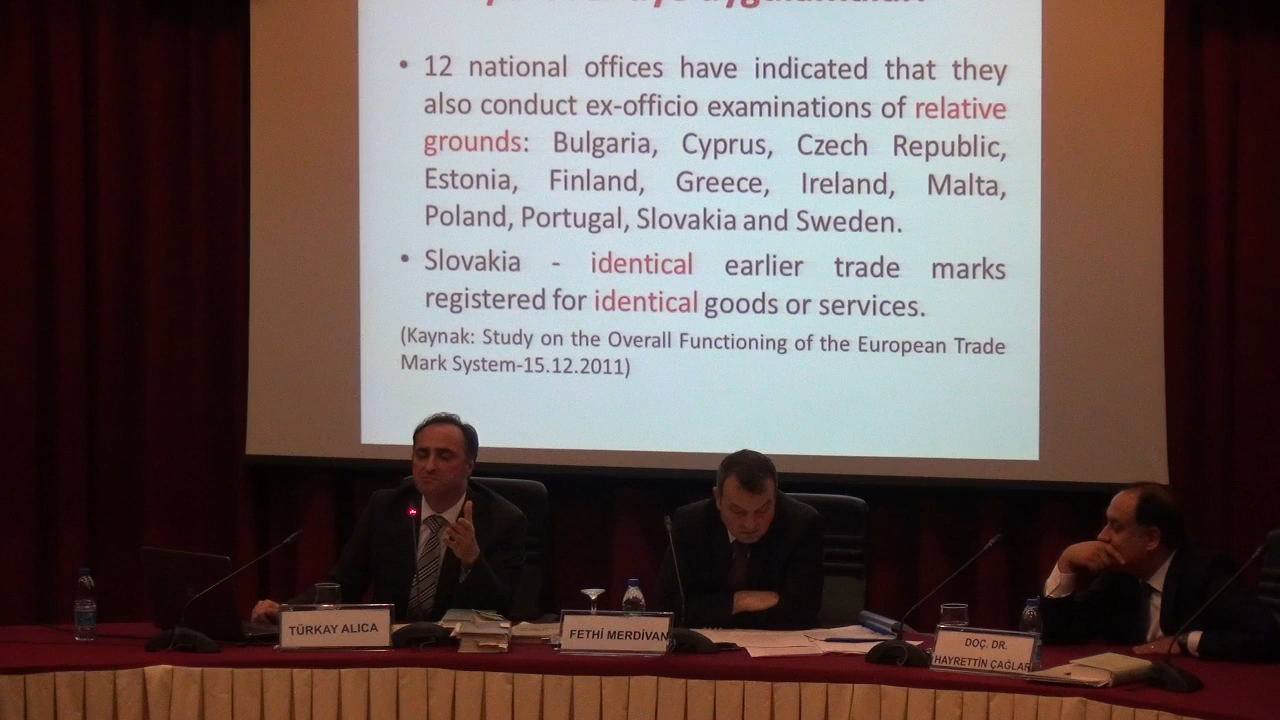 • 12 national offices have indicated that they
also conduct ex-officio examinations of relative
grounds: Bulgaria, Cyprus, Czech Republic,
Estonia, Finland, Greece, Ireland, Malta,
Poland, Portugal, Slovakia and Sweden.
• Slovakia - identical earlier trade marks
registered for identical goods or services.
(Kaynak: Study on the Overall Functioning of the European Trade
Mark System-15.12.2011)
TÜRKAY ALICA
FETHİ MERDİVAN
DOÇ. DR.
HAYRETTİN ÇAĞLAR